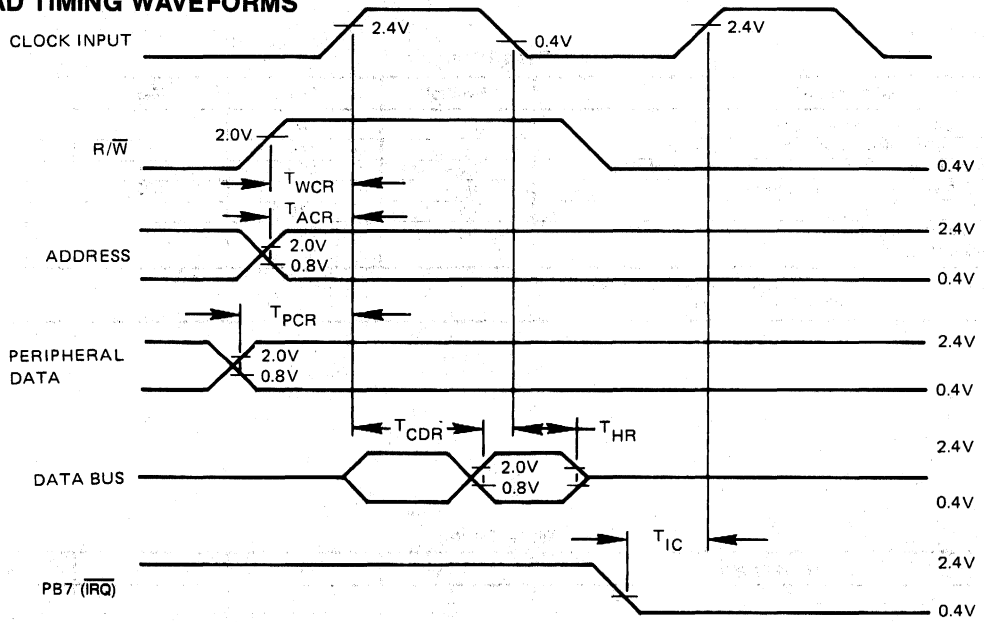 AD TIMING WAVEFORMS
CLOCK INPUT
2.4V
0.4V
2.4V
R/W̅
2.0V
0.4V
TWCR
TACR
ADDRESS
2.0V
0.8V
2.4V
0.4V
TPCR
PERIPHERAL
DATA
2.0V
0.8V
2.4V
0.4V
TCDR
THR
DATA BUS
2.0V
0.8V
2.4V
0.4V
TIC
PB7 (I̅R̅Q̅)
2.4V
0.4V